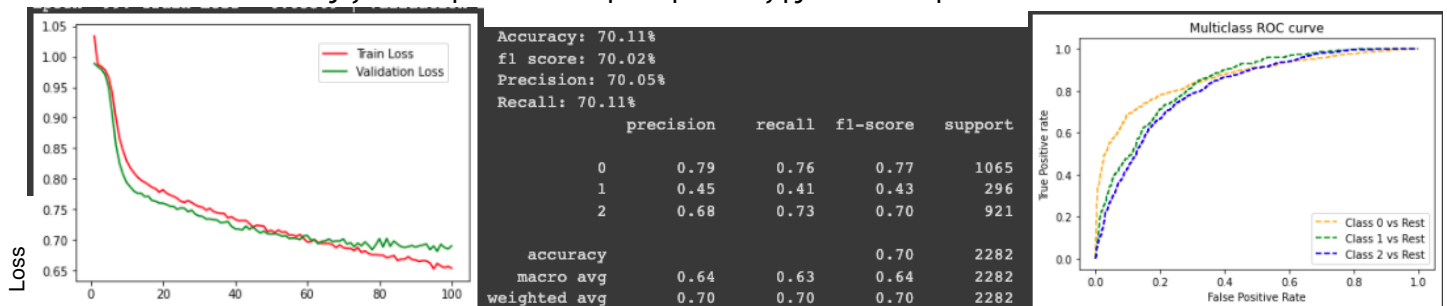 1.05
1.00
0.95
0.90
0.85
0.80
0.75
0.70
0.65
0 20 40 60 80 100
Loss
Train Loss
Validation Loss
Accuracy: 70.11%
f1 score: 70.02%
Precision: 70.05%
Recall: 70.11%
precision recall f1-score support
0 0.79 0.76 0.77 1065
1 0.45 0.41 0.43 296
2 0.68 0.73 0.70 921
accuracy 0.70 2282
macro avg 0.64 0.63 0.64 2282
weighted avg 0.70 0.70 0.70 2282
Multiclass ROC curve
True Positive rate
1.0
0.8
0.6
0.4
0.2
0.0
Class 0 vs Rest
Class 1 vs Rest
Class 2 vs Rest
0.0 0.2 0.4 0.6 0.8 1.0
False Positive Rate